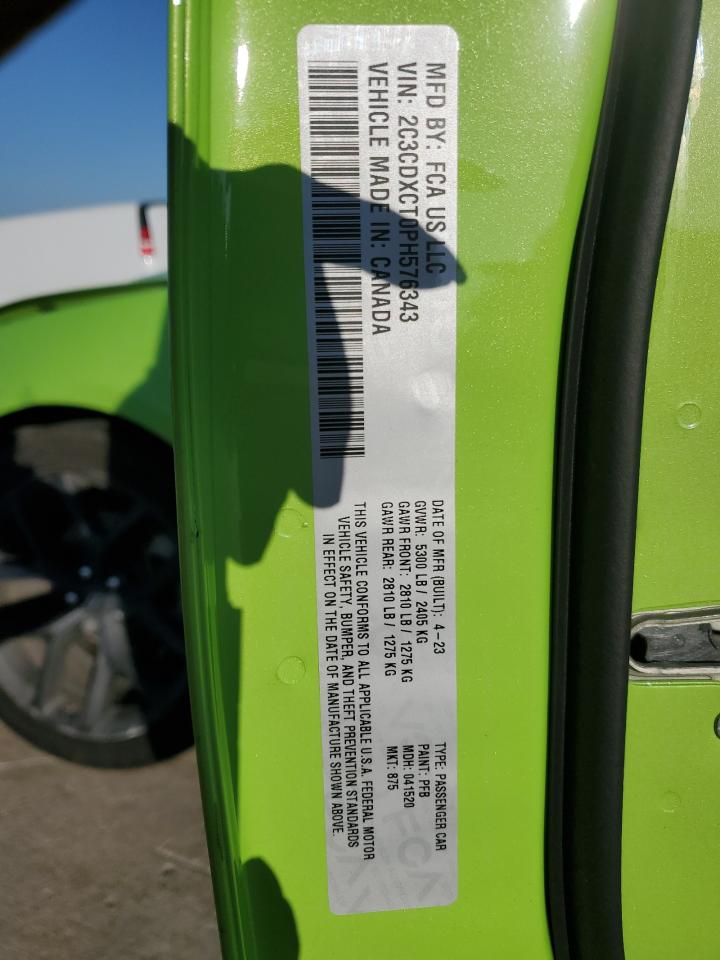 MFD BY: FCA US LLC
VIN: 2C3CDXCT0PH576343
VEHICLE MADE IN: CANADA
DATE OF MFR (BUILT): 4-23
GVWR: 5300 LB / 2405 KG
GAWR FRONT: 2810 LB / 1275 KG
GAWR REAR: 2810 LB / 1275 KG
THIS VEHICLE CONFORMS TO ALL APPLICABLE U.S.A. FEDERAL MOTOR
VEHICLE SAFETY, BUMPER, AND THEFT PREVENTION STANDARDS
IN EFFECT ON THE DATE OF MANUFACTURE SHOWN ABOVE.
TYPE: PASSENGER CAR
PAINT: PFB
MDH: 041520
MKT: 875
FCA